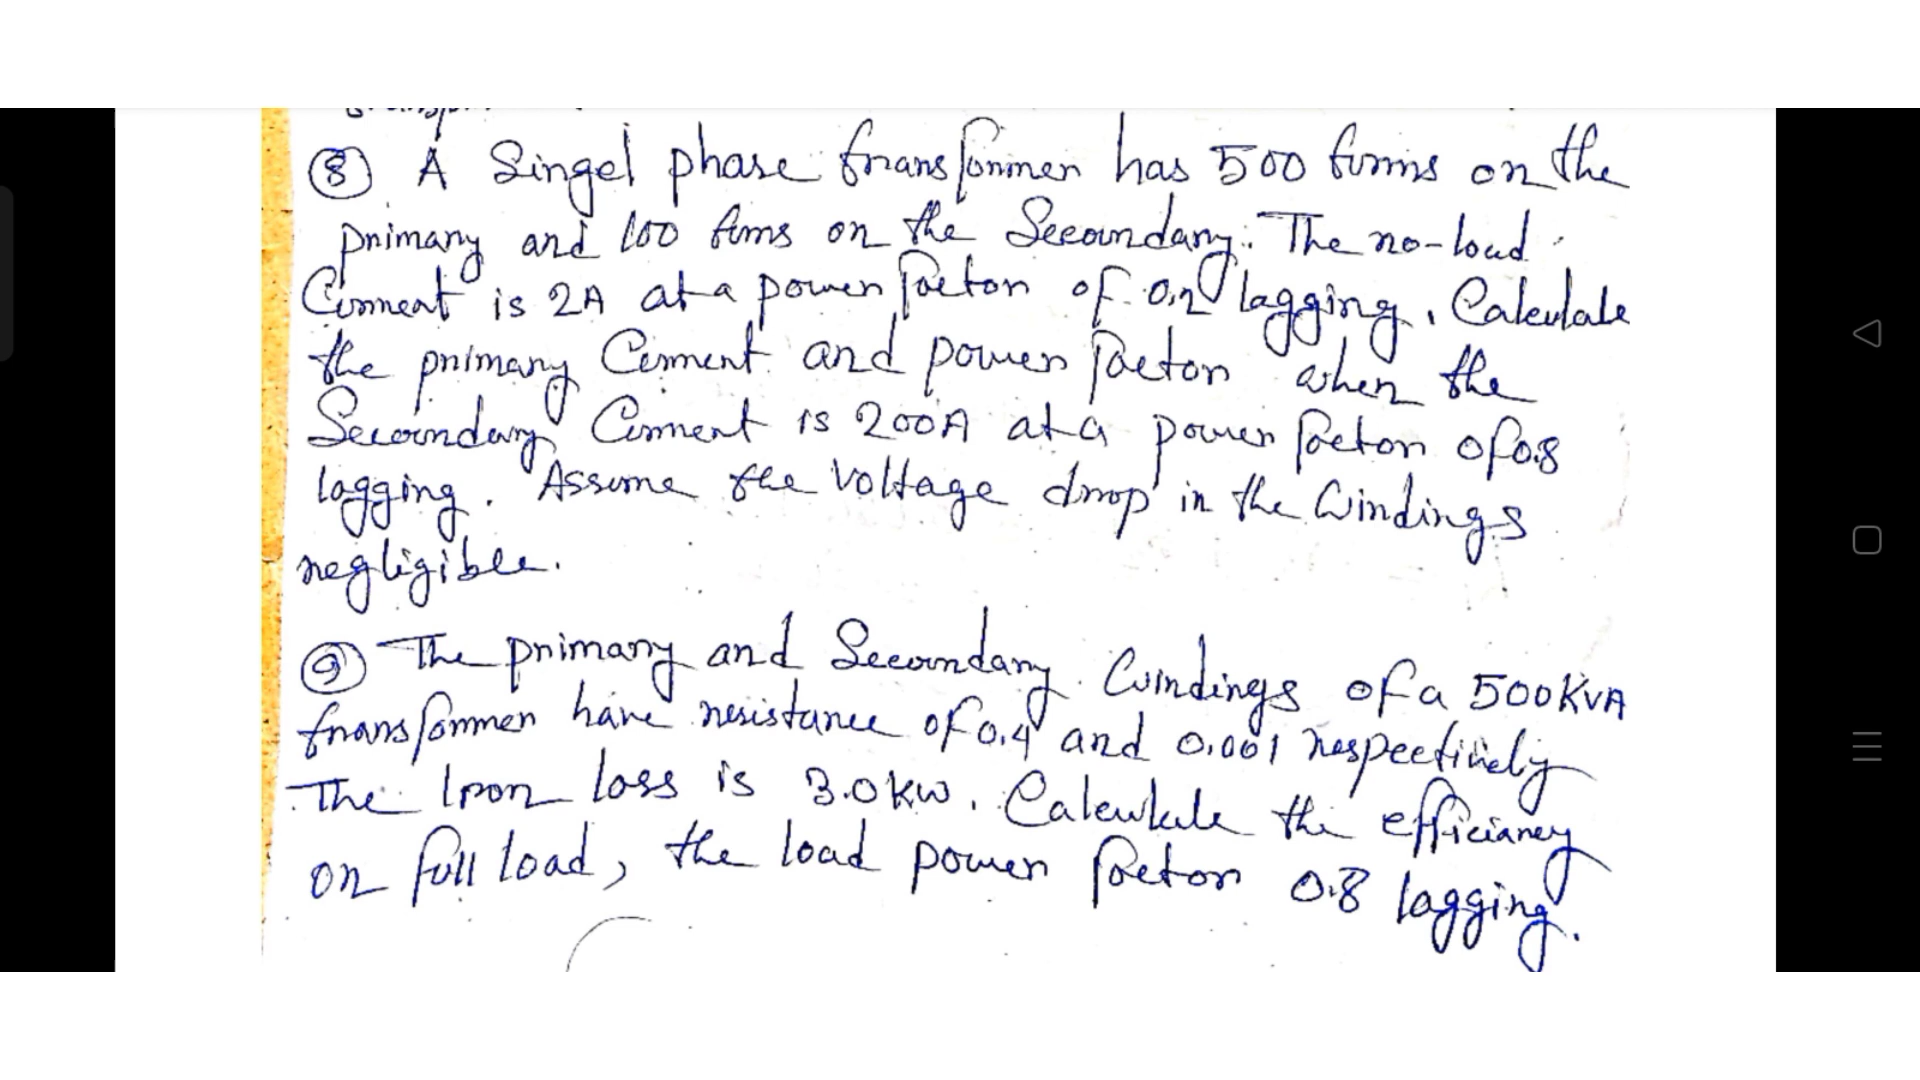 ⑧ A Singel phase transformer has 500 turns on the
primary and 100 turns on the Secoundary. The no-load
Current is 2A at a power factor of 0.2 lagging. Calculate
the primary Current and power factor when the
Secoundary Current is 200A at a power factor of 0.8
lagging. Assume the voltage drop in the windings
negligible.
⑨ The primary and Secoundary windings of a 500KVA
transformer have resistance of 0.4 and 0.001 respectively
The Iron loss is 3.0kw. Calculate the efficiancy
on full load, the load power factor 0.8 lagging.